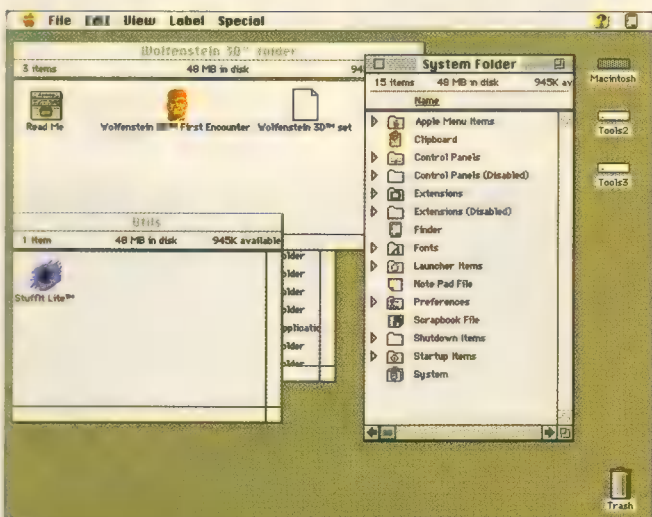 File Edit View Label Special
Wolfenstein 3D™ folder
3 items 48 MB in disk 94
Read Me
Wolfenstein First Encounter
Wolfenstein 3D™ set
Utils
1 item 48 MB in disk 945K available
StuffIt Lite™
older
older
older
older
pplicatio
older
older
System Folder
15 items 48 MB in disk 945K av
Name
Apple Menu Items
Clipboard
Control Panels
Control Panels (Disabled)
Extensions
Extensions (Disabled)
Finder
Fonts
Launcher Items
Note Pad File
Preferences
Scrapbook File
Shutdown Items
Startup Items
System
Macintosh
Tools2
Tools3
Trash